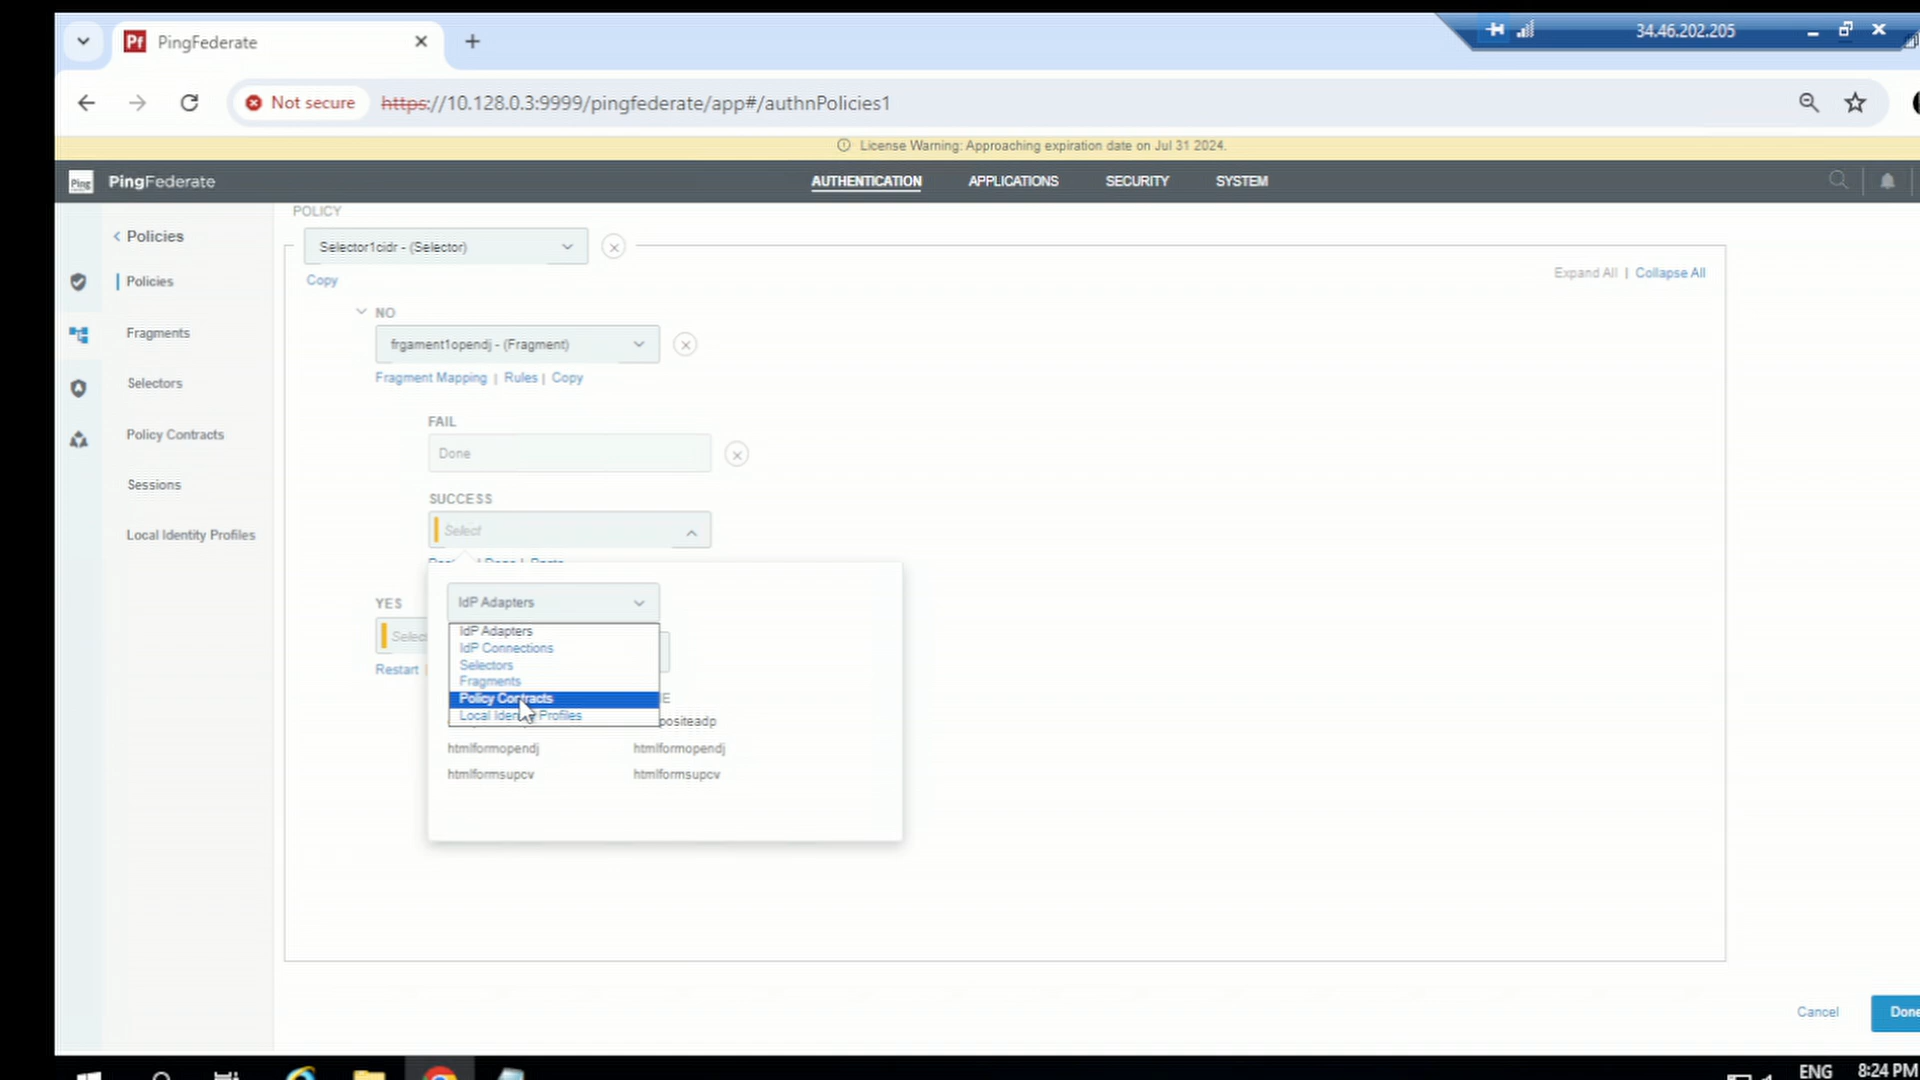 PingFederate
34.46.202.205
Not secure https://10.128.0.3:9999/pingfederate/app#/authnPolicies1
License Warning: Approaching expiration date on Jul 31 2024.
Ping PingFederate AUTHENTICATION APPLICATIONS SECURITY SYSTEM
POLICY
Policies
Selector1cidr - (Selector)
Expand All | Collapse All
Policies
Copy
NO
Fragments
frgament1opendj - (Fragment)
Fragment Mapping | Rules | Copy
Selectors
FAIL
Policy Contracts
Done
Sessions
SUCCESS
Select
Local Identity Profiles
YES
IdP Adapters
IdP Adapters
IdP Connections
Selectors
Restart
Fragments
Policy Contracts
Local Identity Profiles
positeadp
htmlformopendj htmlformopendj
htmlformsupcv htmlformsupcv
Cancel
Done
ENG 8:24 PM